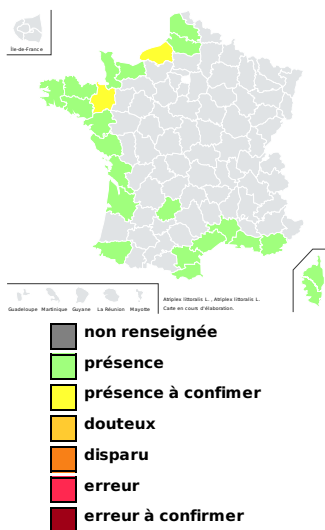 Île-de-France
Guadeloupe Martinique Guyane La Réunion Mayotte
Atriplex littoralis L. , Atriplex littoralis L.
Carte en cours d'élaboration.
non renseignée
présence
présence à confimer
douteux
disparu
erreur
erreur à confirmer